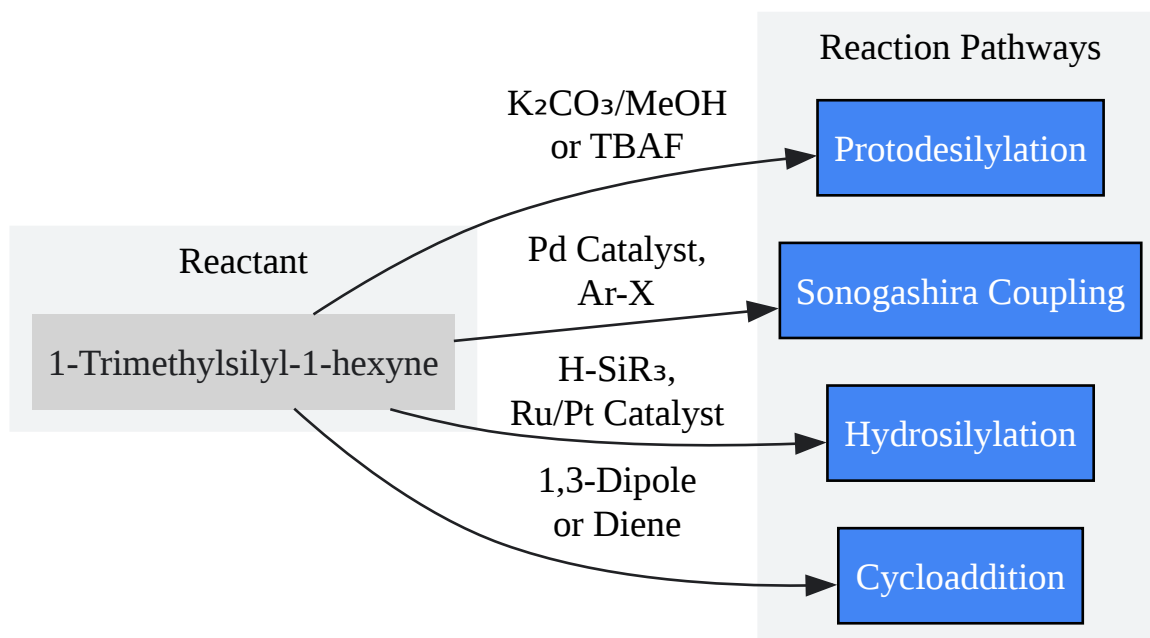 Reaction Pathways
K₂CO₃/MeOH
or TBAF
Protodesilylation
Reactant
Pd Catalyst,
Ar-X
Sonogashira Coupling
1-Trimethylsilyl-1-hexyne
H-SiR₃,
Ru/Pt Catalyst
Hydrosilylation
1,3-Dipole
or Diene
Cycloaddition